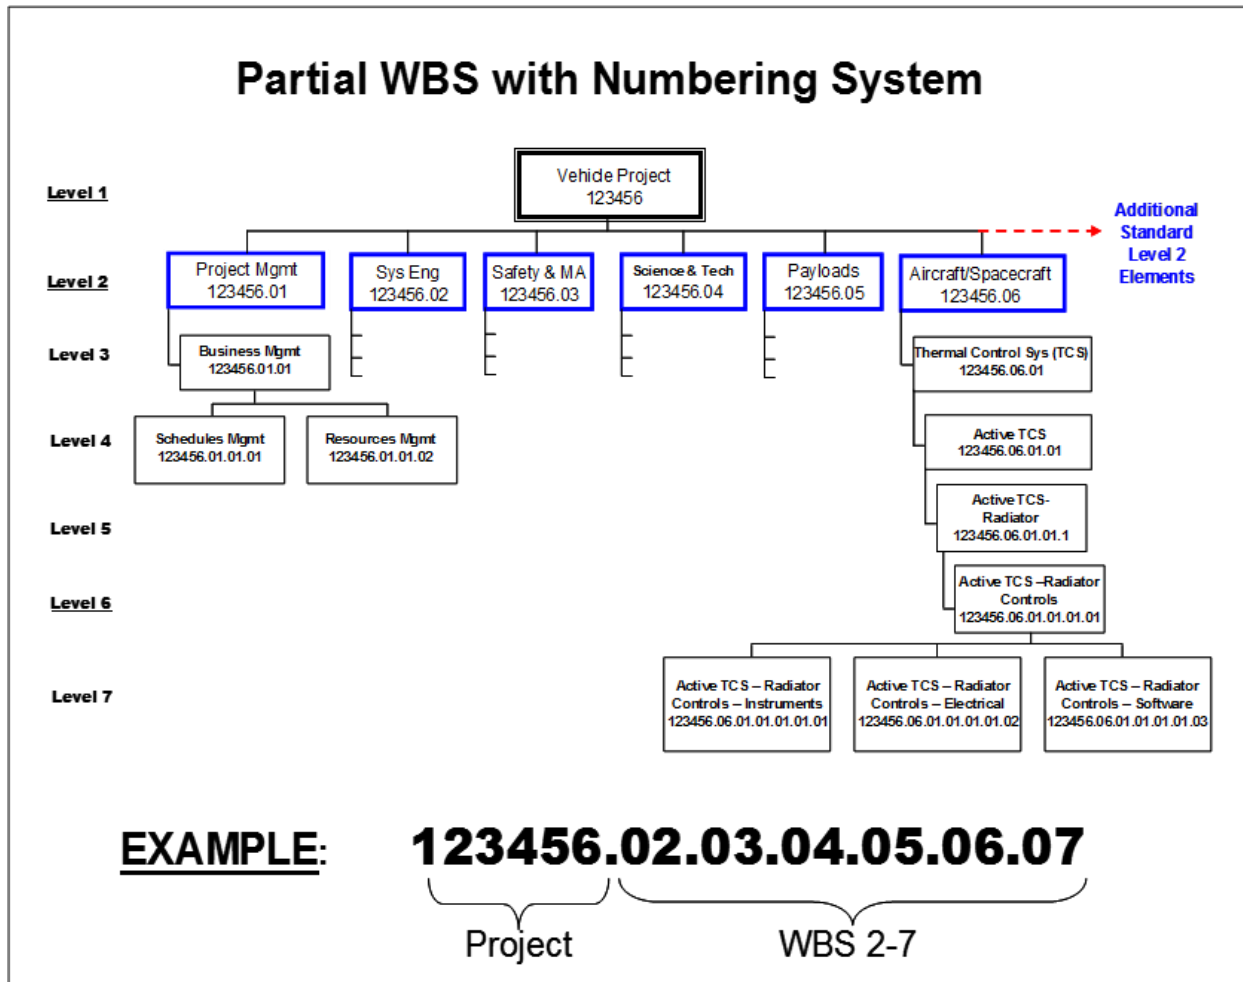 Partial WBS with Numbering System
Level 1
Vehicle Project
123456
Additional
Standard
Level 2
Elements
Level 2
Project Mgmt
123456.01
Sys Eng
123456.02
Safety & MA
123456.03
Science & Tech
123456.04
Payloads
123456.05
Aircraft/Spacecraft
123456.06
Level 3
Business Mgmt
123456.01.01
Thermal Control Sys (TCS)
123456.06.01
Level 4
Schedules Mgmt
123456.01.01.01
Resources Mgmt
123456.01.01.02
Active TCS
123456.06.01.01
Level 5
Active TCS-
Radiator
123456.06.01.01.1
Level 6
Active TCS –Radiator
Controls
123456.06.01.01.01.01
Level 7
Active TCS – Radiator
Controls – Instruments
123456.06.01.01.01.01.01
Active TCS – Radiator
Controls – Electrical
123456.06.01.01.01.01.02
Active TCS – Radiator
Controls – Software
123456.06.01.01.01.01.03
EXAMPLE: 123456.02.03.04.05.06.07
Project WBS 2-7